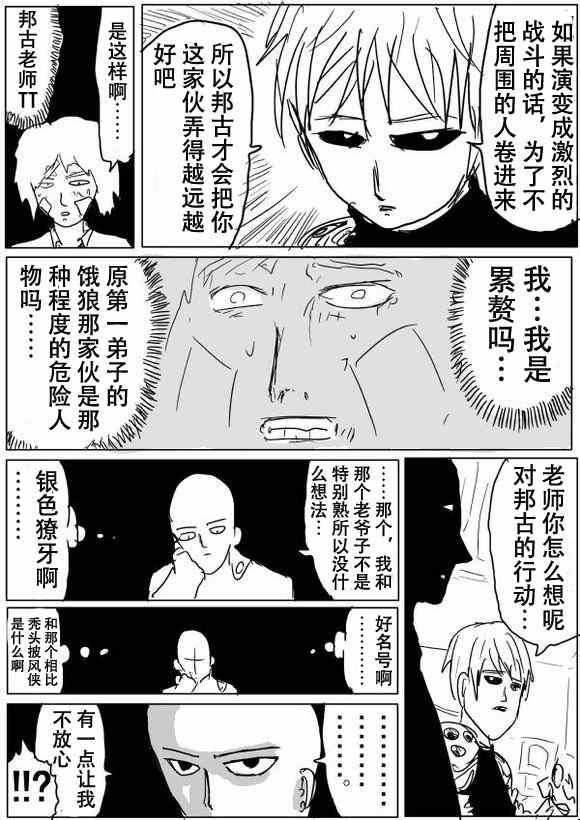 如果演变成激烈的
战斗的话，为了不
把周围的人卷进来
所以邦古才会把你
这家伙弄得越远越
好吧
是这样啊……
邦古老师
TT
我…我是
累赘吗…
原第一弟子的
饿狼那家伙是那
种程度的危险人
物吗……
老师你怎么想呢
对邦古的行动…
……那个，我和
那个老爷子不是
特别熟所以没什
么想法…
银色獠牙啊
………
好名号啊
……
和那个相比
秃头披风侠
是什么啊
…………。
有一点让我
不放心
!!?